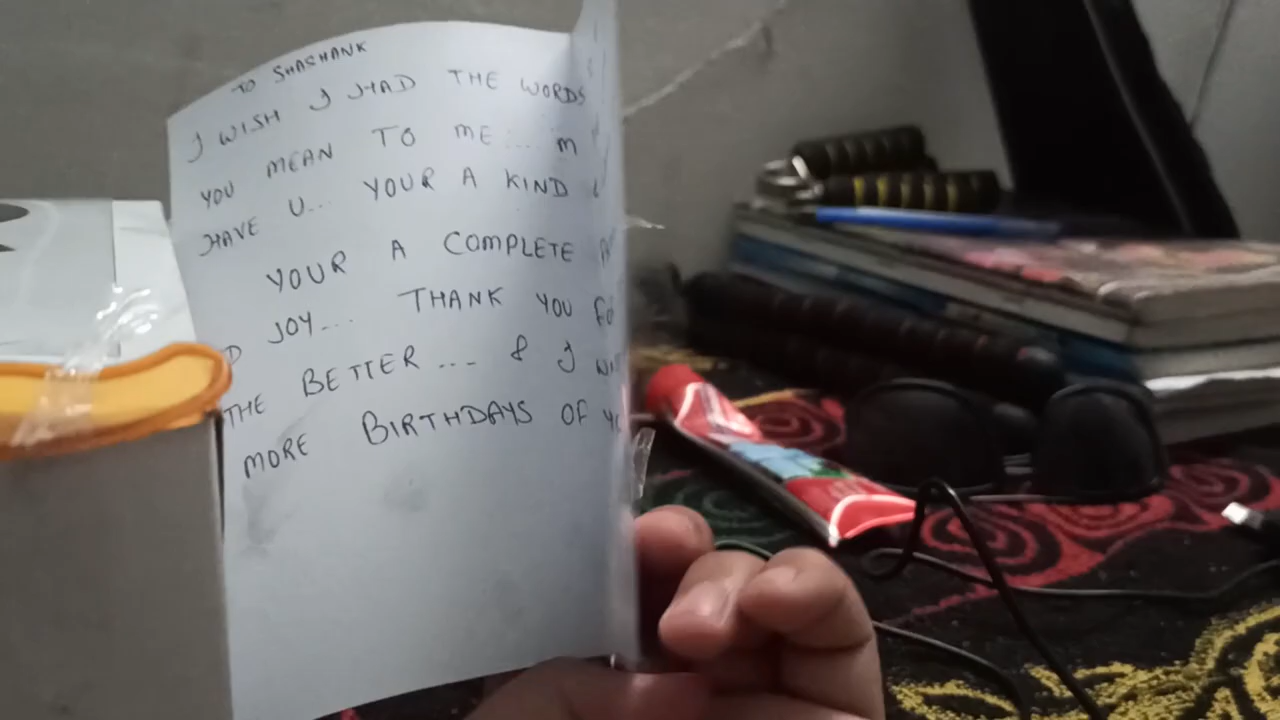 TO SHASHANK
I WISH I HAD THE WORDS
YOU MEAN TO ME.... m
HAVE U... YOUR A KIND
YOUR A COMPLETE
JOY.... THANK YOU
THE BETTER .... & I
MORE BIRTHDAYS OF